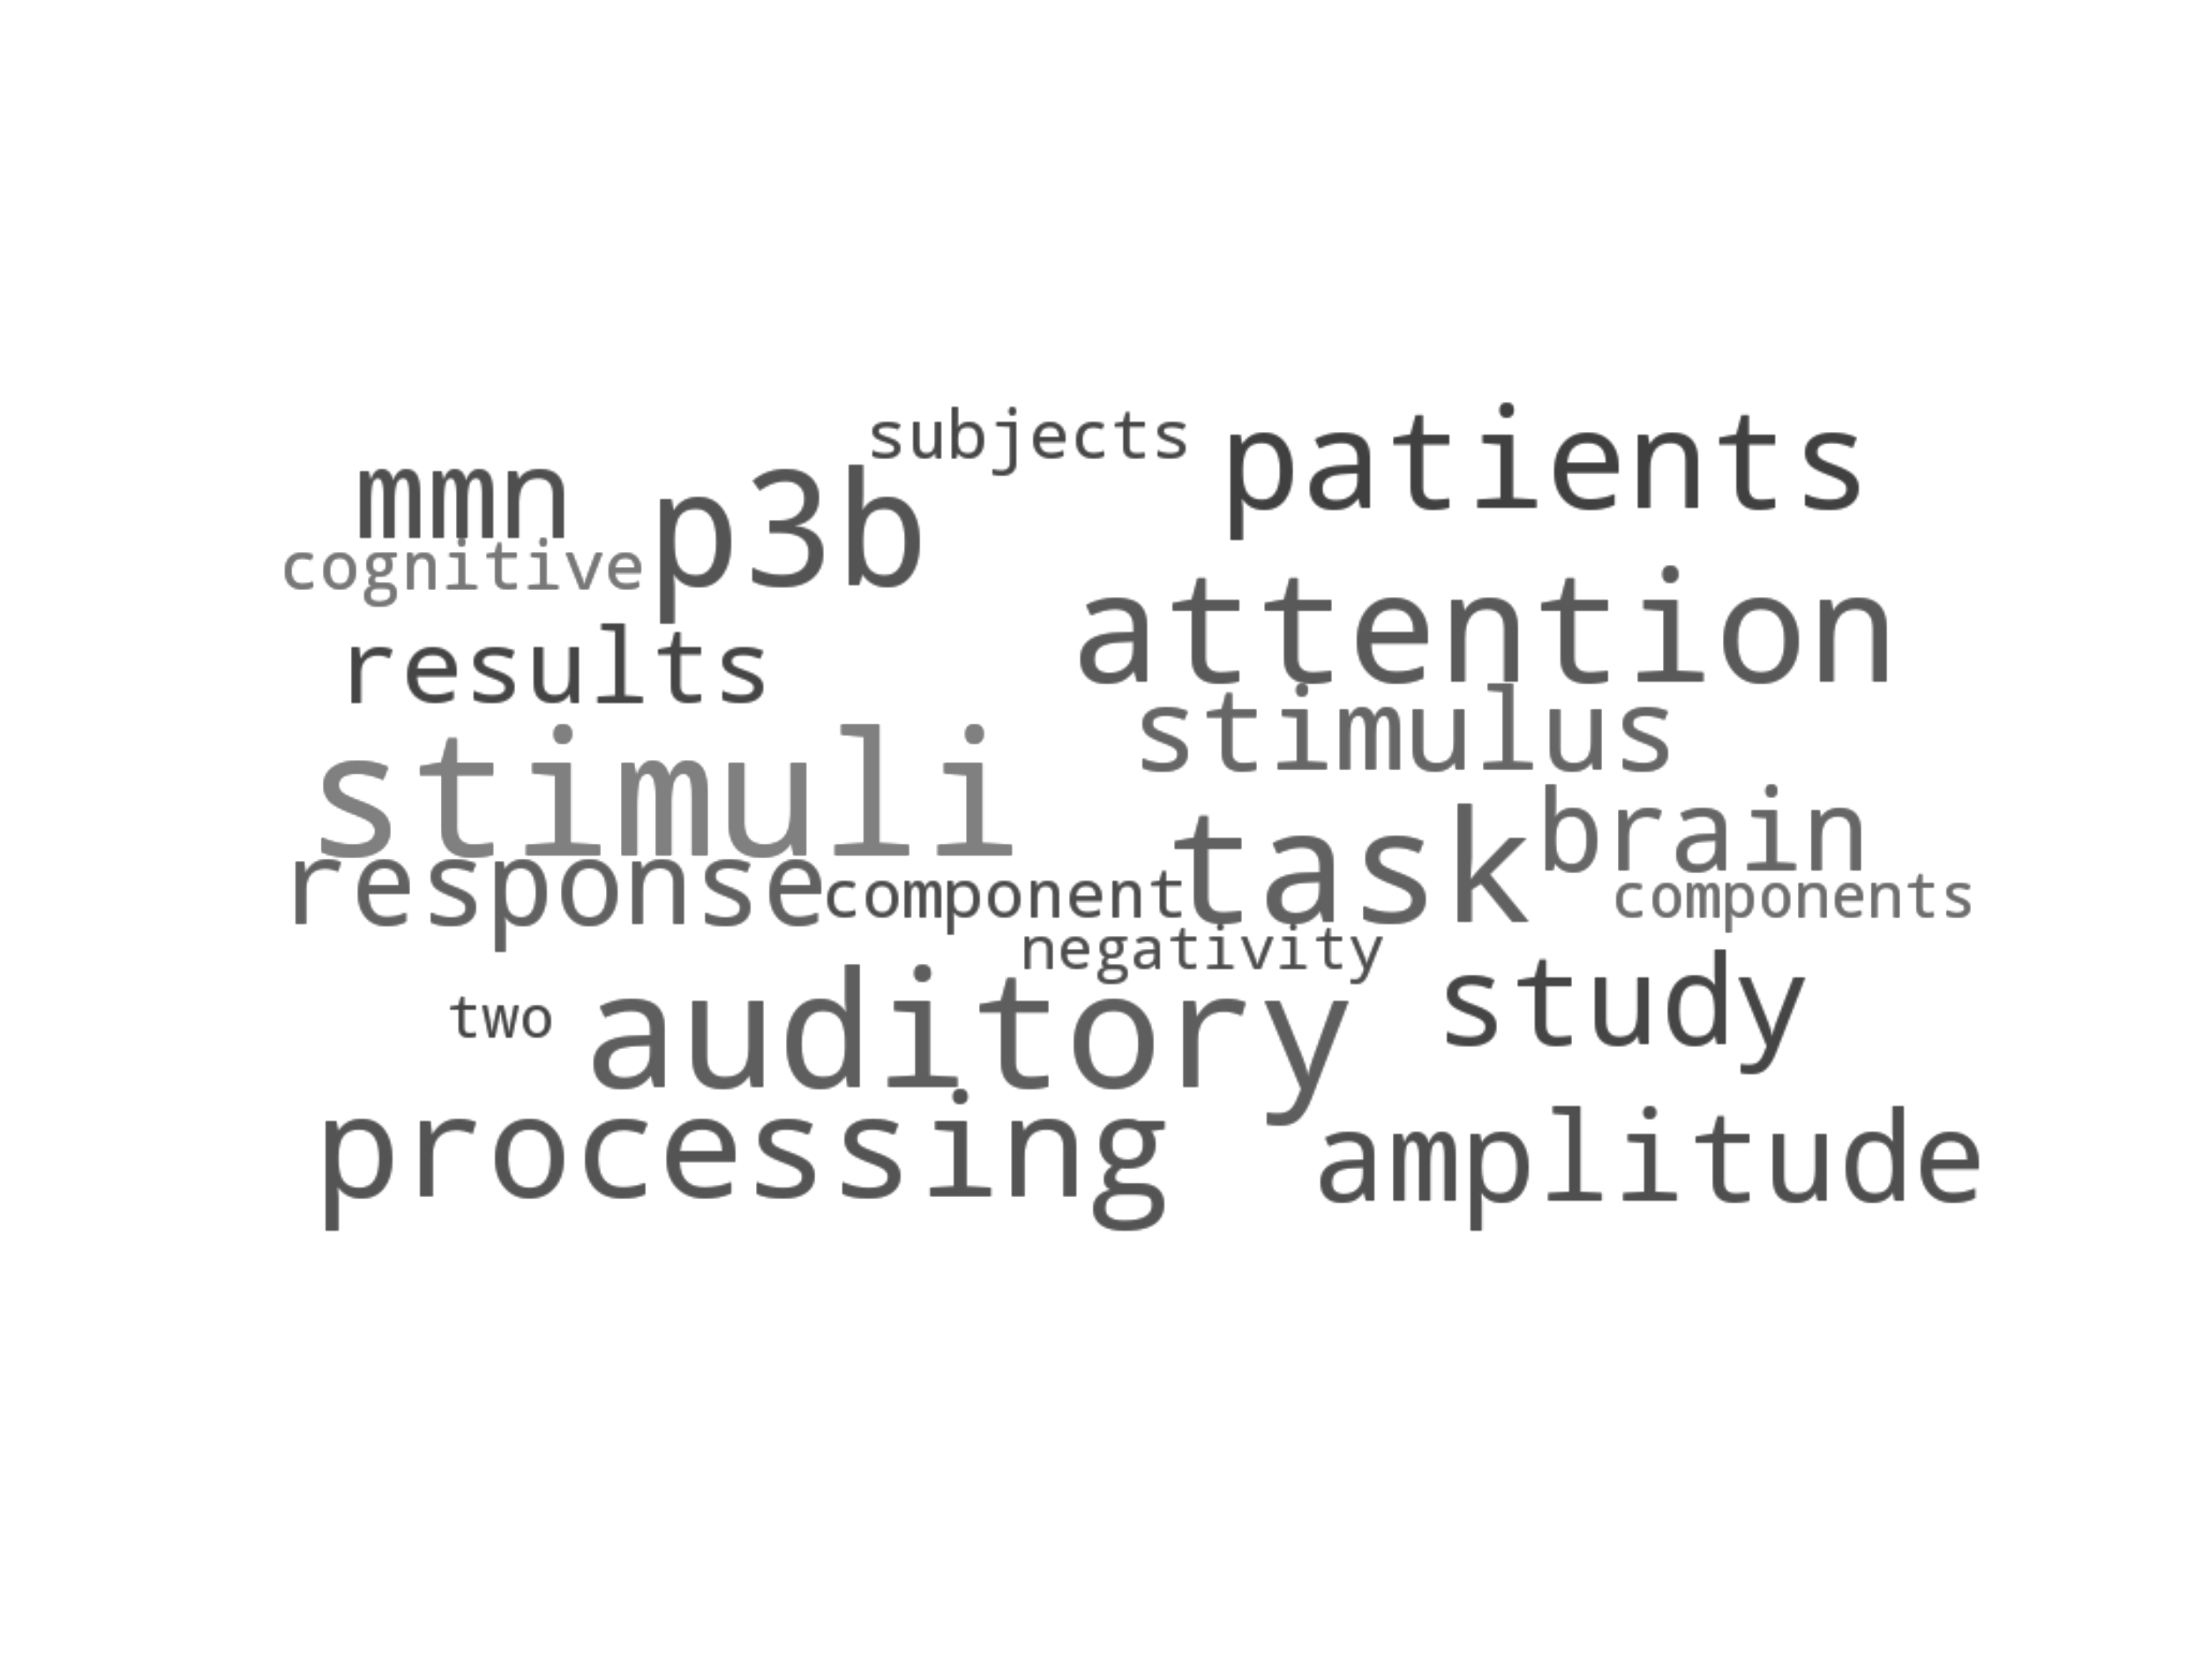 subjects patients
mmn p3b
cognitive attention
results
stimulus
stimuli brain
response component task components
negativity
two auditory study
processing amplitude